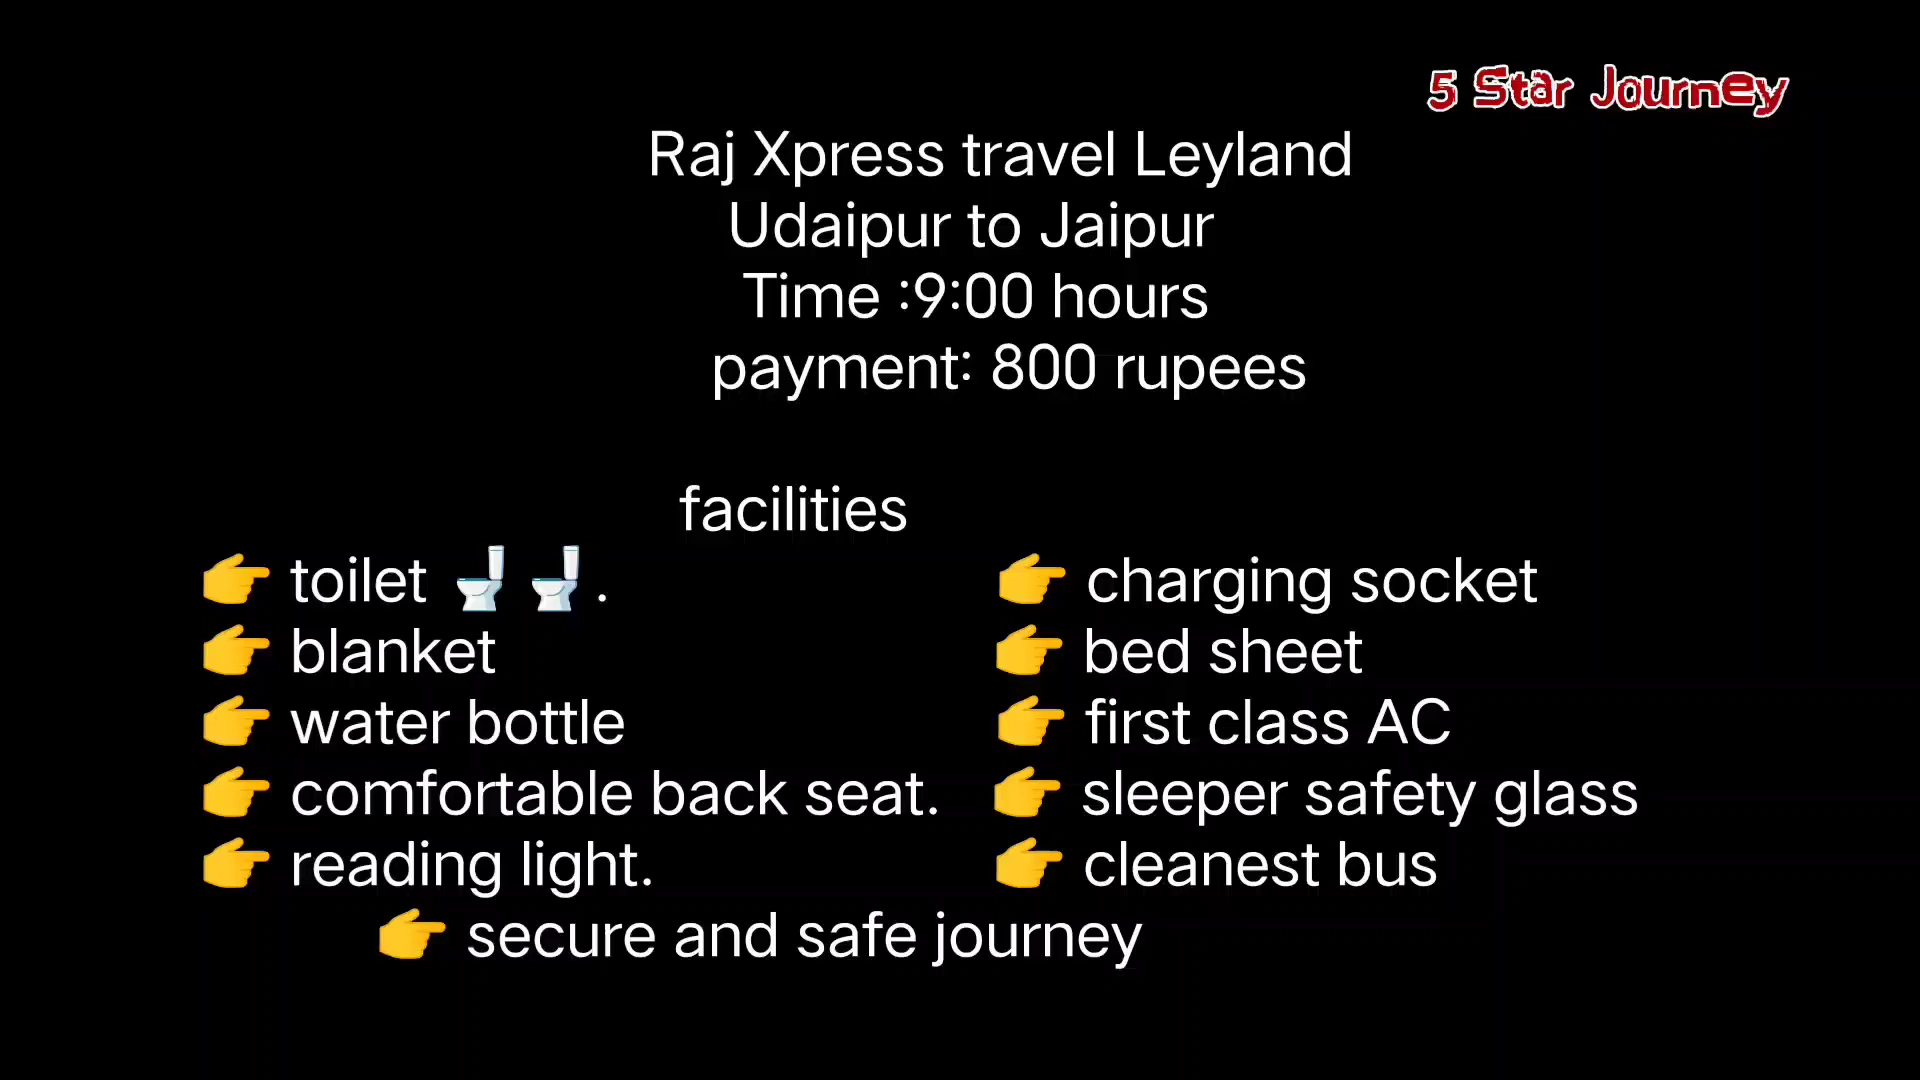 5 Star Journey
Raj Xpress travel Leyland
Udaipur to Jaipur
Time :9:00 hours
payment: 800 rupees
facilities
👉 toilet 🚽🚽. 👉 charging socket
👉 blanket 👉 bed sheet
👉 water bottle 👉 first class AC
👉 comfortable back seat. 👉 sleeper safety glass
👉 reading light. 👉 cleanest bus
👉 secure and safe journey